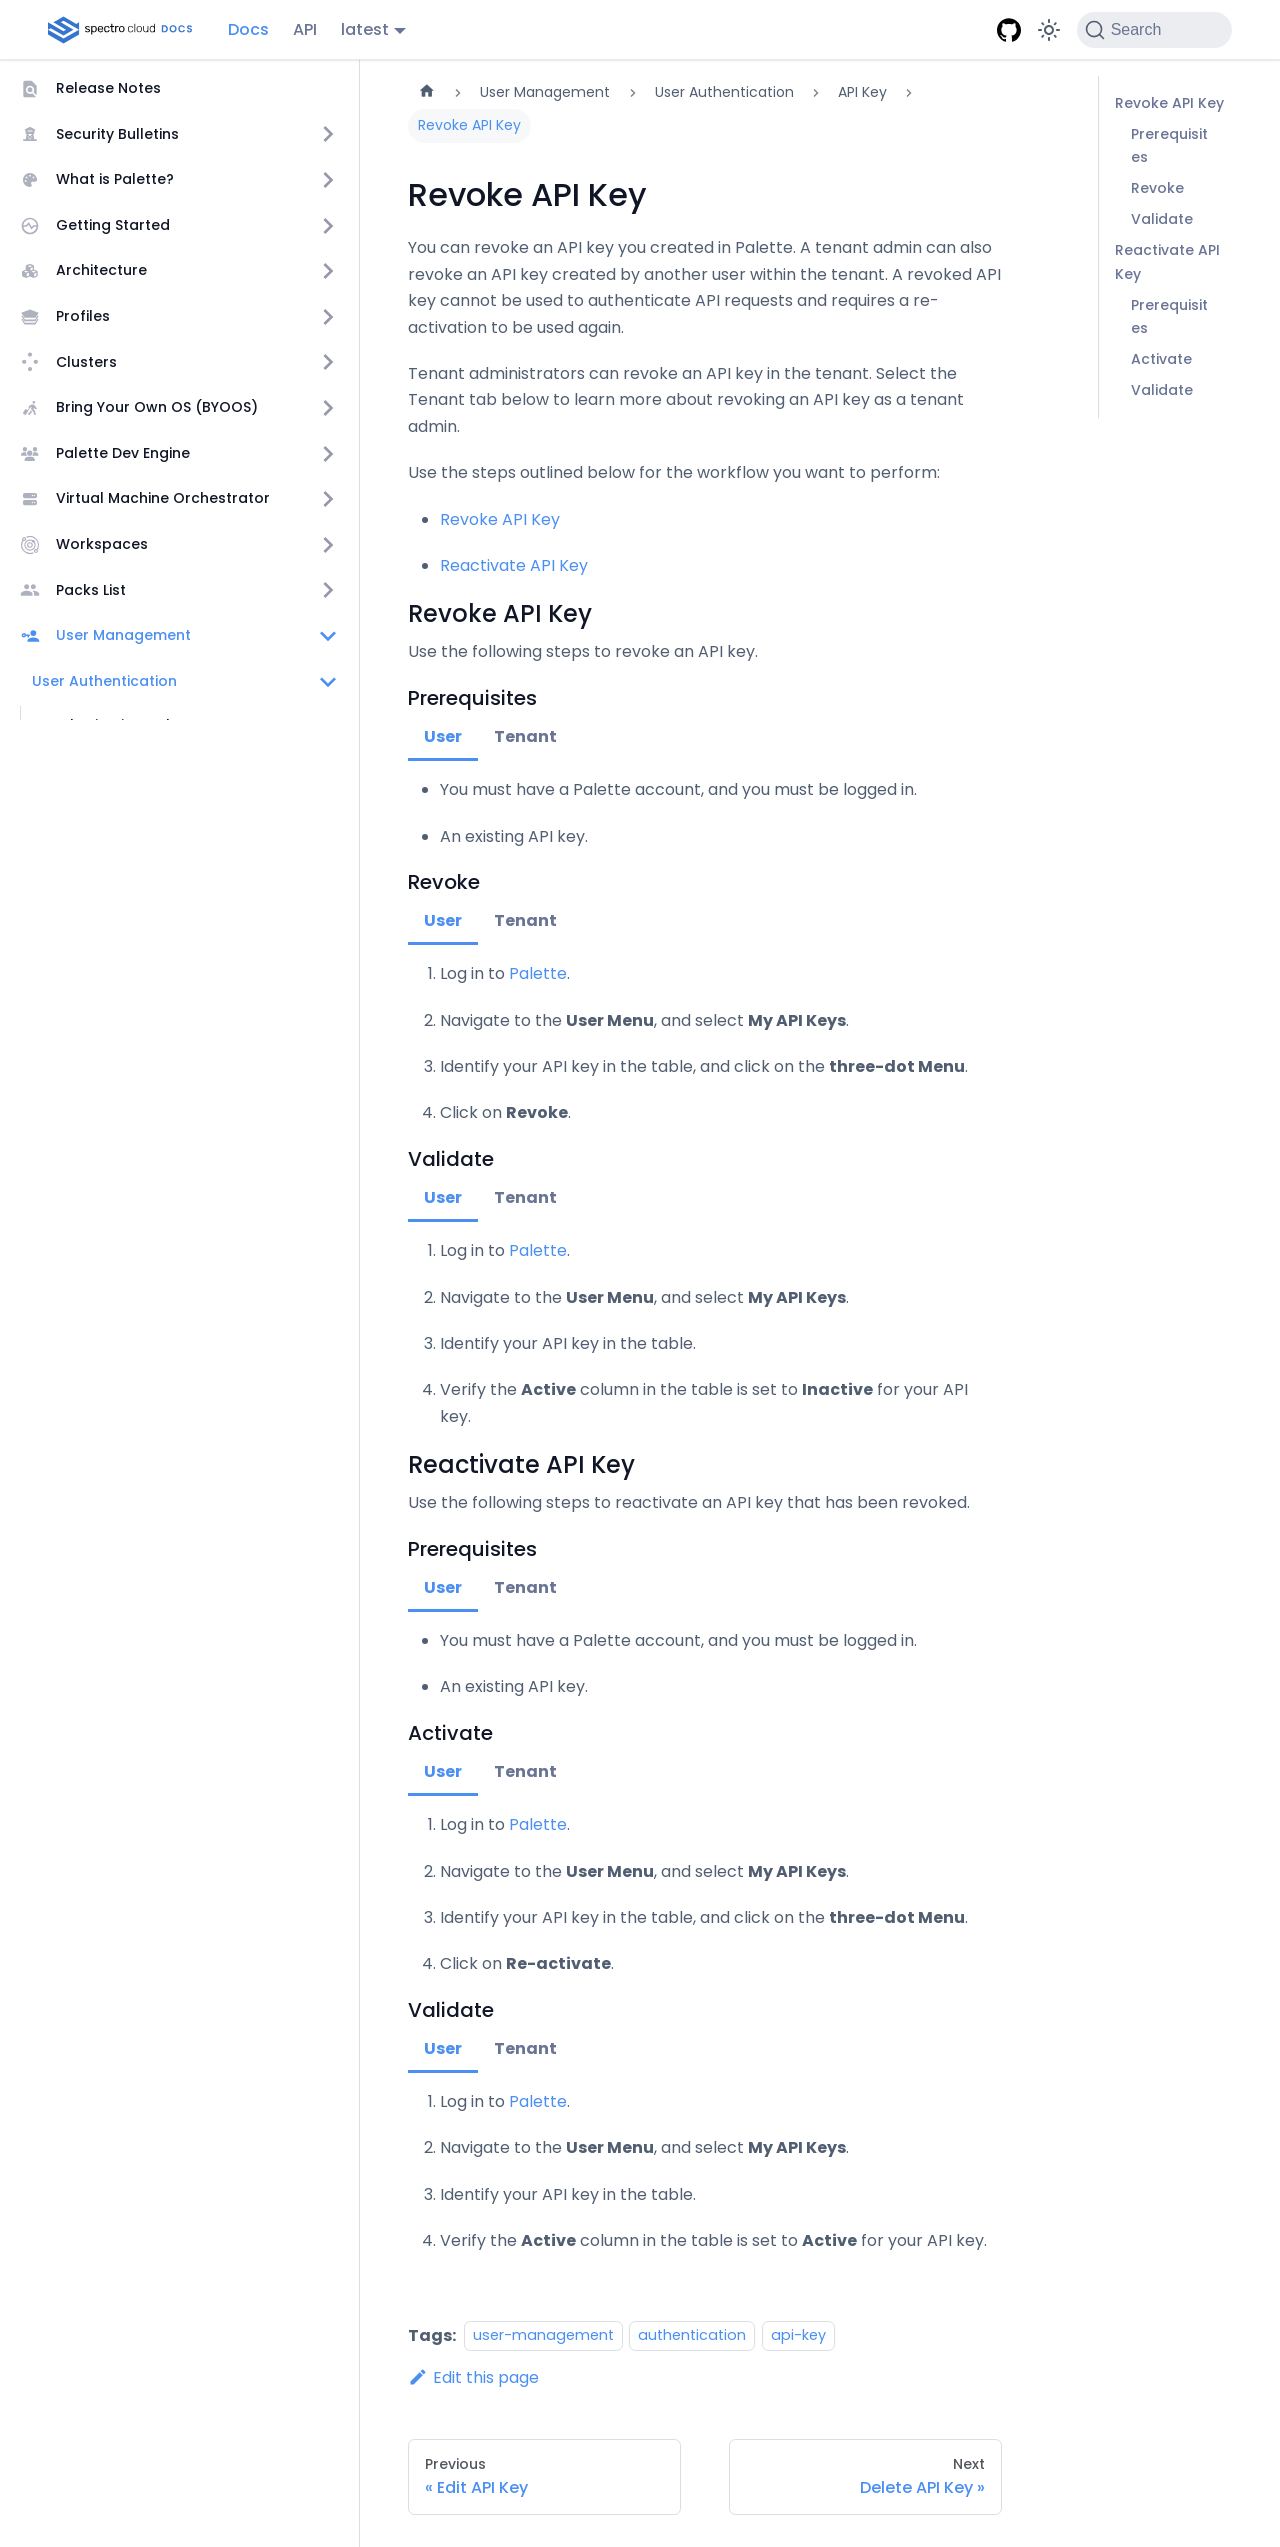 spectro cloud DOCS
Docs
API
latest
Search
Release Notes
Security Bulletins
What is Palette?
Getting Started
Architecture
Profiles
Clusters
Bring Your Own OS (BYOOS)
Palette Dev Engine
Virtual Machine Orchestrator
Workspaces
Packs List
User Management
User Authentication
User Management
User Authentication
API Key
Revoke API Key
Revoke API Key
You can revoke an API key you created in Palette. A tenant admin can also
revoke an API key created by another user within the tenant. A revoked API
key cannot be used to authenticate API requests and requires a re-
activation to be used again.
Tenant administrators can revoke an API key in the tenant. Select the
Tenant tab below to learn more about revoking an API key as a tenant
admin.
Use the steps outlined below for the workflow you want to perform:
Revoke API Key
Reactivate API Key
Revoke API Key
Use the following steps to revoke an API key.
Prerequisites
User Tenant
You must have a Palette account, and you must be logged in.
An existing API key.
Revoke
User Tenant
1. Log in to Palette.
2. Navigate to the User Menu, and select My API Keys.
3. Identify your API key in the table, and click on the three-dot Menu.
4. Click on Revoke.
Validate
User Tenant
1. Log in to Palette.
2. Navigate to the User Menu, and select My API Keys.
3. Identify your API key in the table.
4. Verify the Active column in the table is set to Inactive for your API
key.
Reactivate API Key
Use the following steps to reactivate an API key that has been revoked.
Prerequisites
User Tenant
You must have a Palette account, and you must be logged in.
An existing API key.
Activate
User Tenant
1. Log in to Palette.
2. Navigate to the User Menu, and select My API Keys.
3. Identify your API key in the table, and click on the three-dot Menu.
4. Click on Re-activate.
Validate
User Tenant
1. Log in to Palette.
2. Navigate to the User Menu, and select My API Keys.
3. Identify your API key in the table.
4. Verify the Active column in the table is set to Active for your API key.
Tags: user-management authentication api-key
Edit this page
Previous
« Edit API Key
Next
Delete API Key »
Revoke API Key
Prerequisit
es
Revoke
Validate
Reactivate API
Key
Prerequisit
es
Activate
Validate